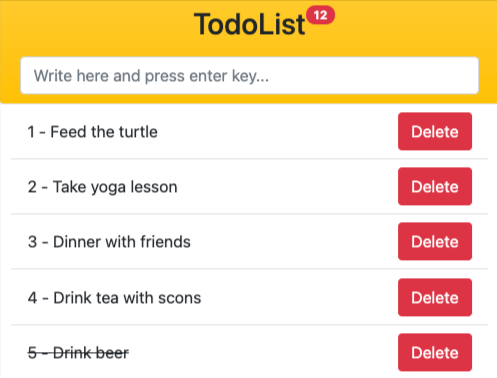 TodoList 12
Write here and press enter key...
1 - Feed the turtle Delete
2 - Take yoga lesson Delete
3 - Dinner with friends Delete
4 - Drink tea with scons Delete
5 - Drink beer Delete